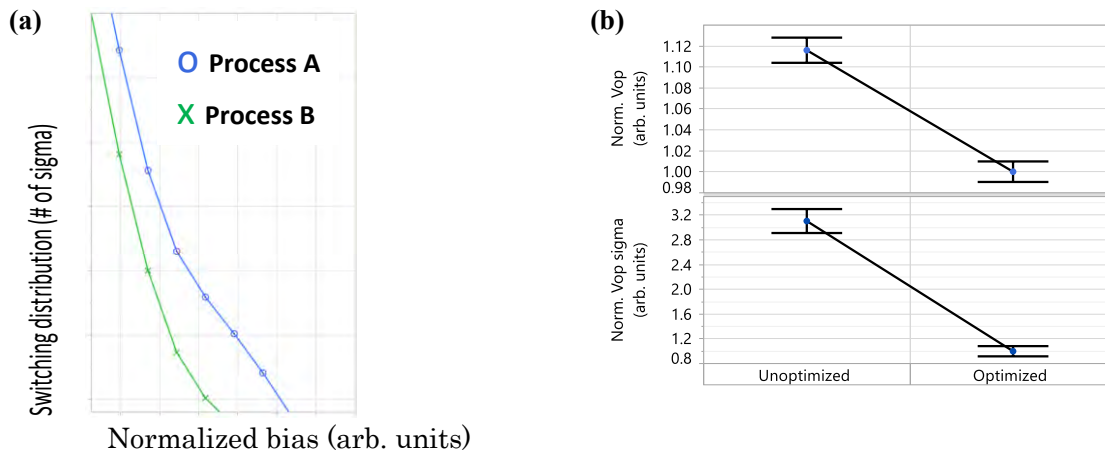 (a)
O Process A
X Process B
Switching distribution (# of sigma)
Normalized bias (arb. units)
(b)
Norm. Vop
(arb. units)
1.12
1.10
1.08
1.06
1.04
1.02
1.00
0.98
Norm. Vop sigma
(arb. units)
3.2
2.8
2.4
2.0
1.6
1.2
0.8
Unoptimized
Optimized